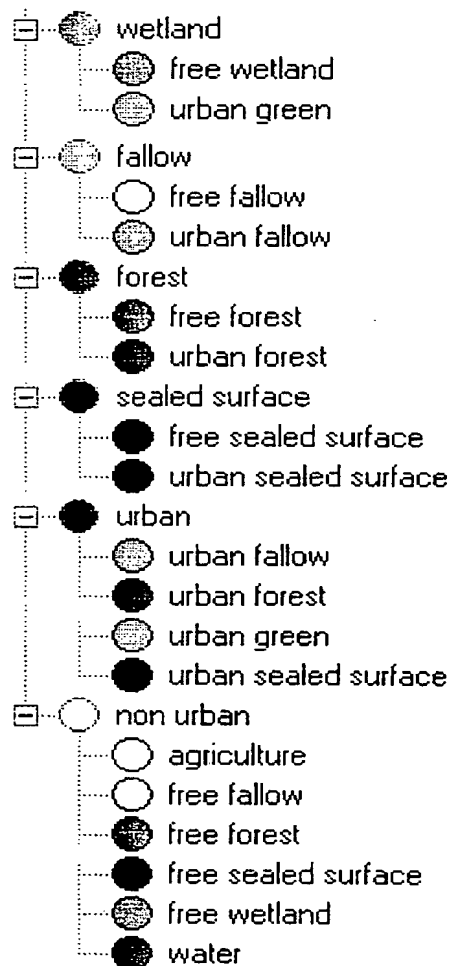 wetland
free wetland
urban green
fallow
free fallow
urban fallow
forest
free forest
urban forest
sealed surface
free sealed surface
urban sealed surface
urban
urban fallow
urban forest
urban green
urban sealed surface
non urban
agriculture
free fallow
free forest
free sealed surface
free wetland
water